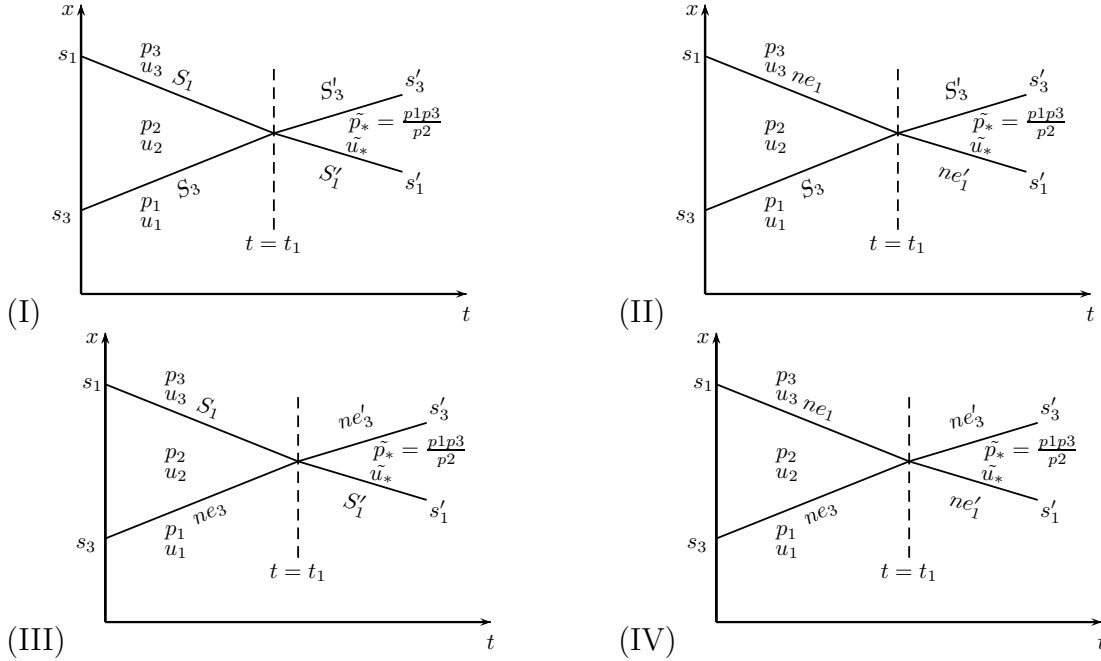 x
s₁
p₃
u₃
S₁
S'₃
s'₃
p₂
u₂
p̃* = p1p3/p2
ũ*
S₃
S'₁
s'₁
s₃
p₁
u₁
t = t₁
(I)
t
x
s₁
p₃
u₃
ne₁
S'₃
s'₃
p₂
u₂
p̃* = p1p3/p2
ũ*
S₃
ne'₁
s'₁
s₃
p₁
u₁
t = t₁
(II)
t
x
s₁
p₃
u₃
S₁
ne'₃
s'₃
p₂
u₂
p̃* = p1p3/p2
ũ*
ne₃
S'₁
s'₁
s₃
p₁
u₁
t = t₁
(III)
t
x
s₁
p₃
u₃
ne₁
ne'₃
s'₃
p₂
u₂
p̃* = p1p3/p2
ũ*
ne₃
ne'₁
s'₁
s₃
p₁
u₁
t = t₁
(IV)
t